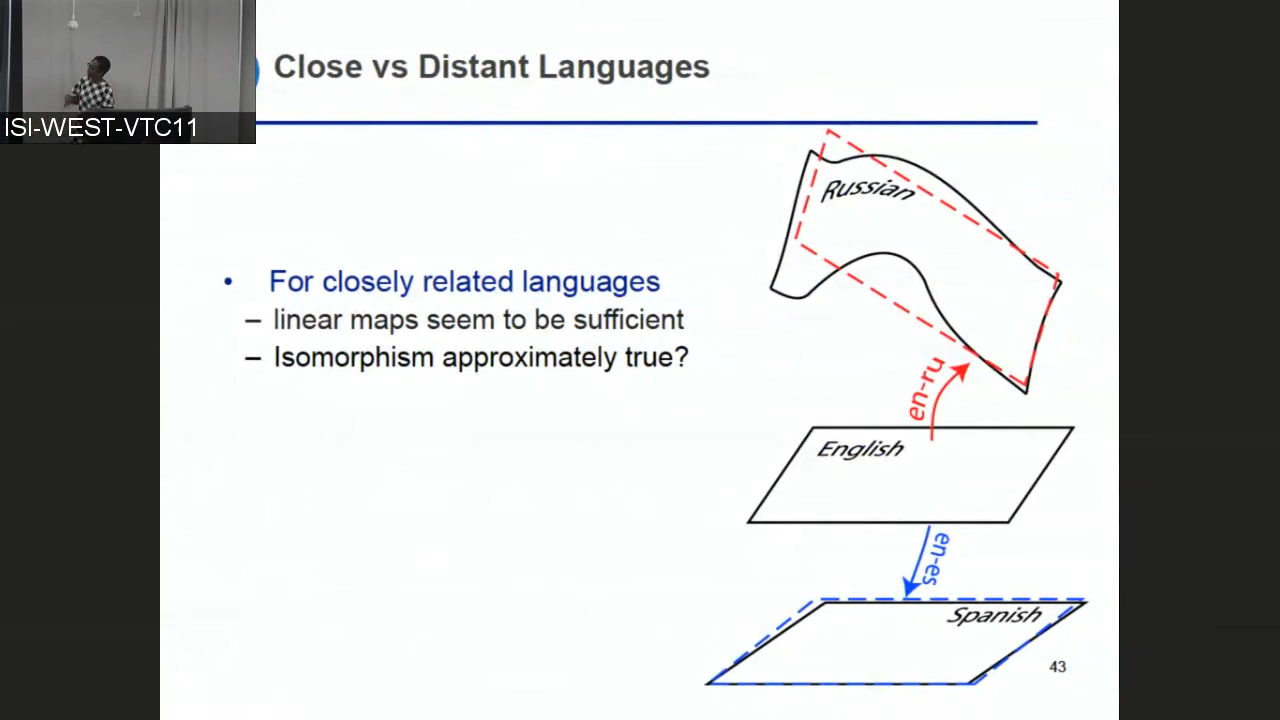 Close vs Distant Languages
ISI-WEST-VTC11
Russian
• For closely related languages
– linear maps seem to be sufficient
– Isomorphism approximately true?
en-ru
English
en-es
Spanish
43